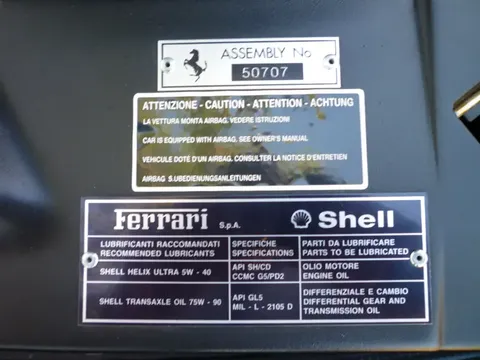 ASSEMBLY No
50707
ATTENZIONE - CAUTION - ATTENTION - ACHTUNG
LA VETTURA MONTA AIRBAG. VEDERE ISTRUZIONI
CAR IS EQUIPPED WITH AIRBAG. SEE OWNER'S MANUAL
VEHICULE DOTÉ D'UN AIRBAG. CONSULTER LA NOTICE D'ENTRETIEN
AIRBAG S.UBEDIENUNGSANLEITUNGEN
Ferrari S.p.A. Shell
LUBRIFICANTI RACCOMANDATI SPECIFICHE PARTI DA LUBRIFICARE
RECOMMENDED LUBRICANTS SPECIFICATIONS PARTS TO BE LUBRICATED
SHELL HELIX ULTRA 5W - 40 API SH/CD OLIO MOTORE
CCMC G5/PD2 ENGINE OIL
SHELL TRANSAXLE OIL 75W - 90 API GL5 DIFFERENZIALE E CAMBIO
MIL - L - 2105 D DIFFERENTIAL GEAR AND
TRANSMISSION OIL